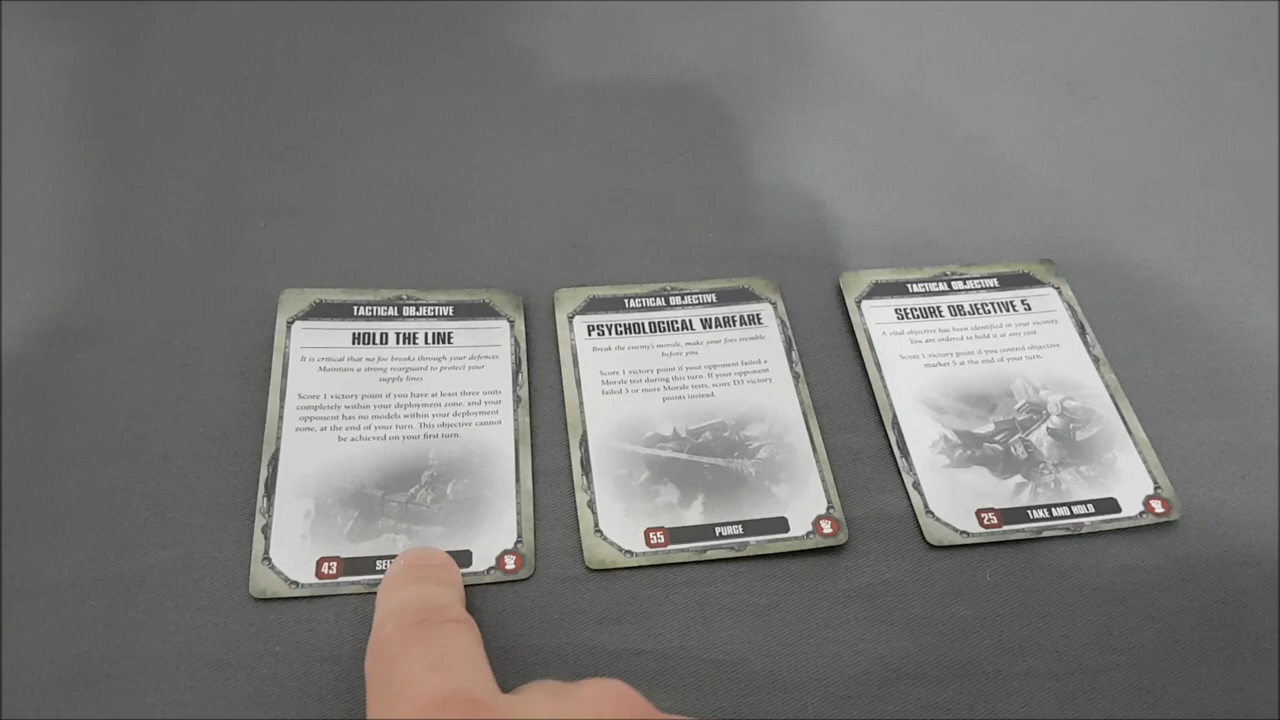 TACTICAL OBJECTIVE
HOLD THE LINE
It is critical that no foe breaks through your defences.
Maintain a strong rearguard to protect your
supply lines.
Score 1 victory point if you have at least three units
completely within your deployment zone, and your
opponent has no models within your deployment
zone, at the end of your turn. This objective cannot
be achieved on your first turn.
43
TACTICAL OBJECTIVE
PSYCHOLOGICAL WARFARE
Break the enemy's morale, make your foes tremble
before you.
Score 1 victory point if your opponent failed a
Morale test during this turn. If your opponent
failed 3 or more Morale tests, score D3 victory
points instead.
55 PURGE
TACTICAL OBJECTIVE
SECURE OBJECTIVE 5
A vital objective has been identified in your vicinity.
You are ordered to hold it at any cost.
Score 1 victory point if you control objective
marker 5 at the end of your turn.
25 TAKE AND HOLD